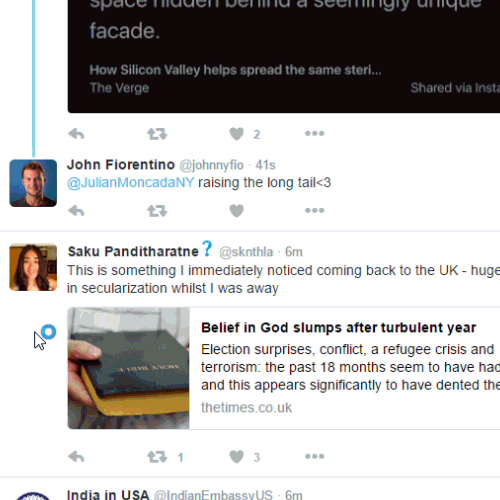 space hidden behind a seemingly unique
facade.
How Silicon Valley helps spread the same steri...
The Verge
Shared via Insta
2
John Fiorentino @johnnyfio · 41s
@JulianMoncadaNY raising the long tail<3
Saku Panditharatne ? @sknthla · 6m
This is something I immediately noticed coming back to the UK - huge
in secularization whilst I was away
HOLY BIBLE
Belief in God slumps after turbulent year
Election surprises, conflict, a refugee crisis and
terrorism: the past 18 months seem to have had
and this appears significantly to have dented the
thetimes.co.uk
1
3
India in USA @IndianEmbassyUS · 6m